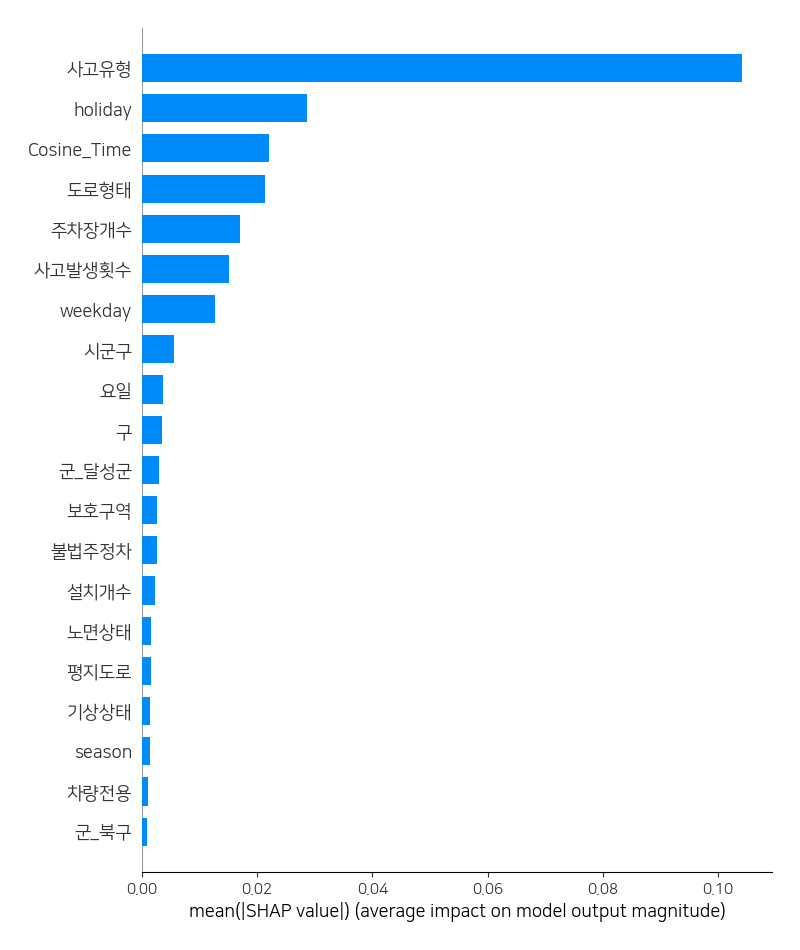 사고유형
holiday
Cosine_Time
도로형태
주차장개수
사고발생횟수
weekday
시군구
요일
구
군_달성군
보호구역
불법주정차
설치개수
노면상태
평지도로
기상상태
season
차량전용
군_북구
0.00 0.02 0.04 0.06 0.08 0.10
mean(|SHAP value|) (average impact on model output magnitude)